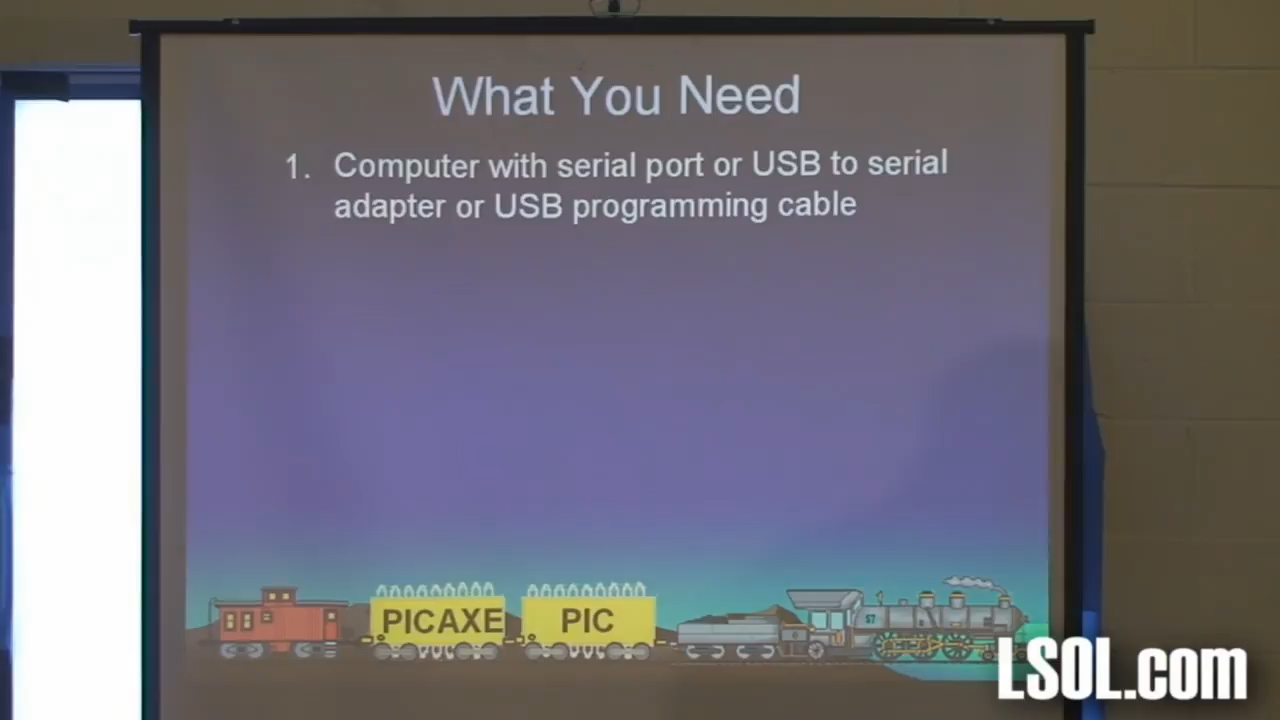 What You Need
1. Computer with serial port or USB to serial
adapter or USB programming cable
PICAXE PIC
57
LSOL.com